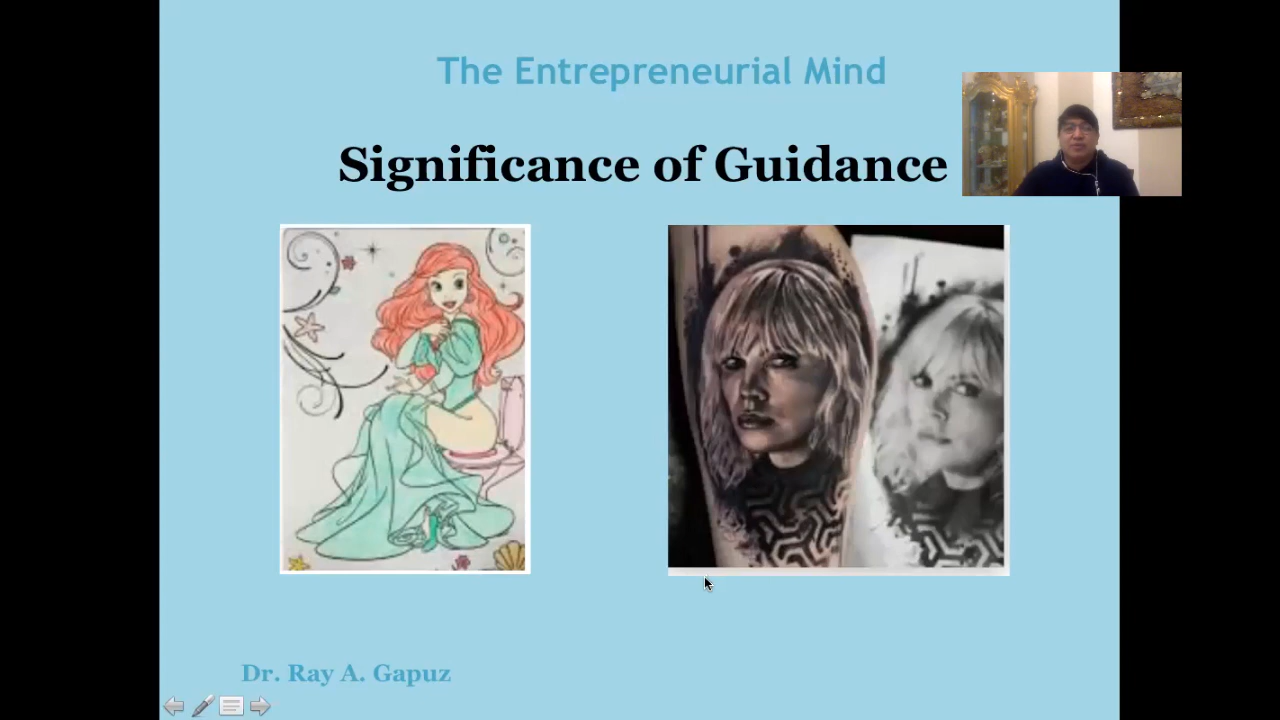 The Entrepreneurial Mind
Significance of Guidance
Dr. Ray A. Gapuz